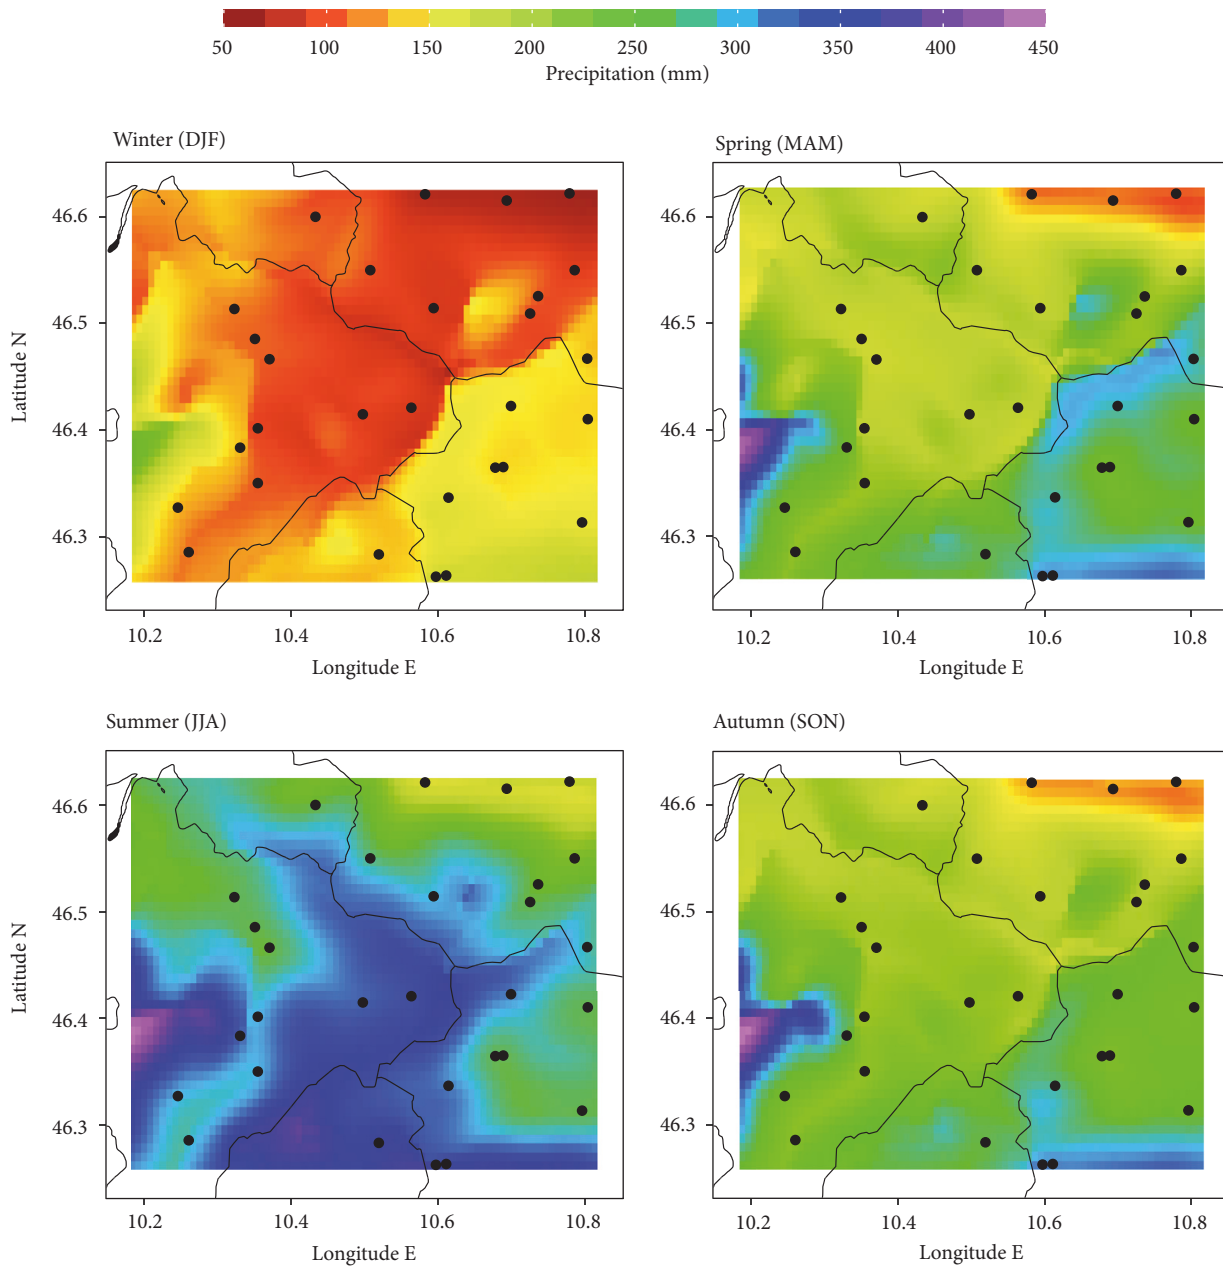 50 100 150 200 250 300 350 400 450
Precipitation (mm)
Winter (DJF)
Spring (MAM)
46.6
46.5
46.4
46.3
Latitude N
10.2 10.4 10.6 10.8
Longitude E
46.6
46.5
46.4
46.3
10.2 10.4 10.6 10.8
Longitude E
Summer (JJA)
Autumn (SON)
46.6
46.5
46.4
46.3
Latitude N
10.2 10.4 10.6 10.8
Longitude E
46.6
46.5
46.4
46.3
10.2 10.4 10.6 10.8
Longitude E